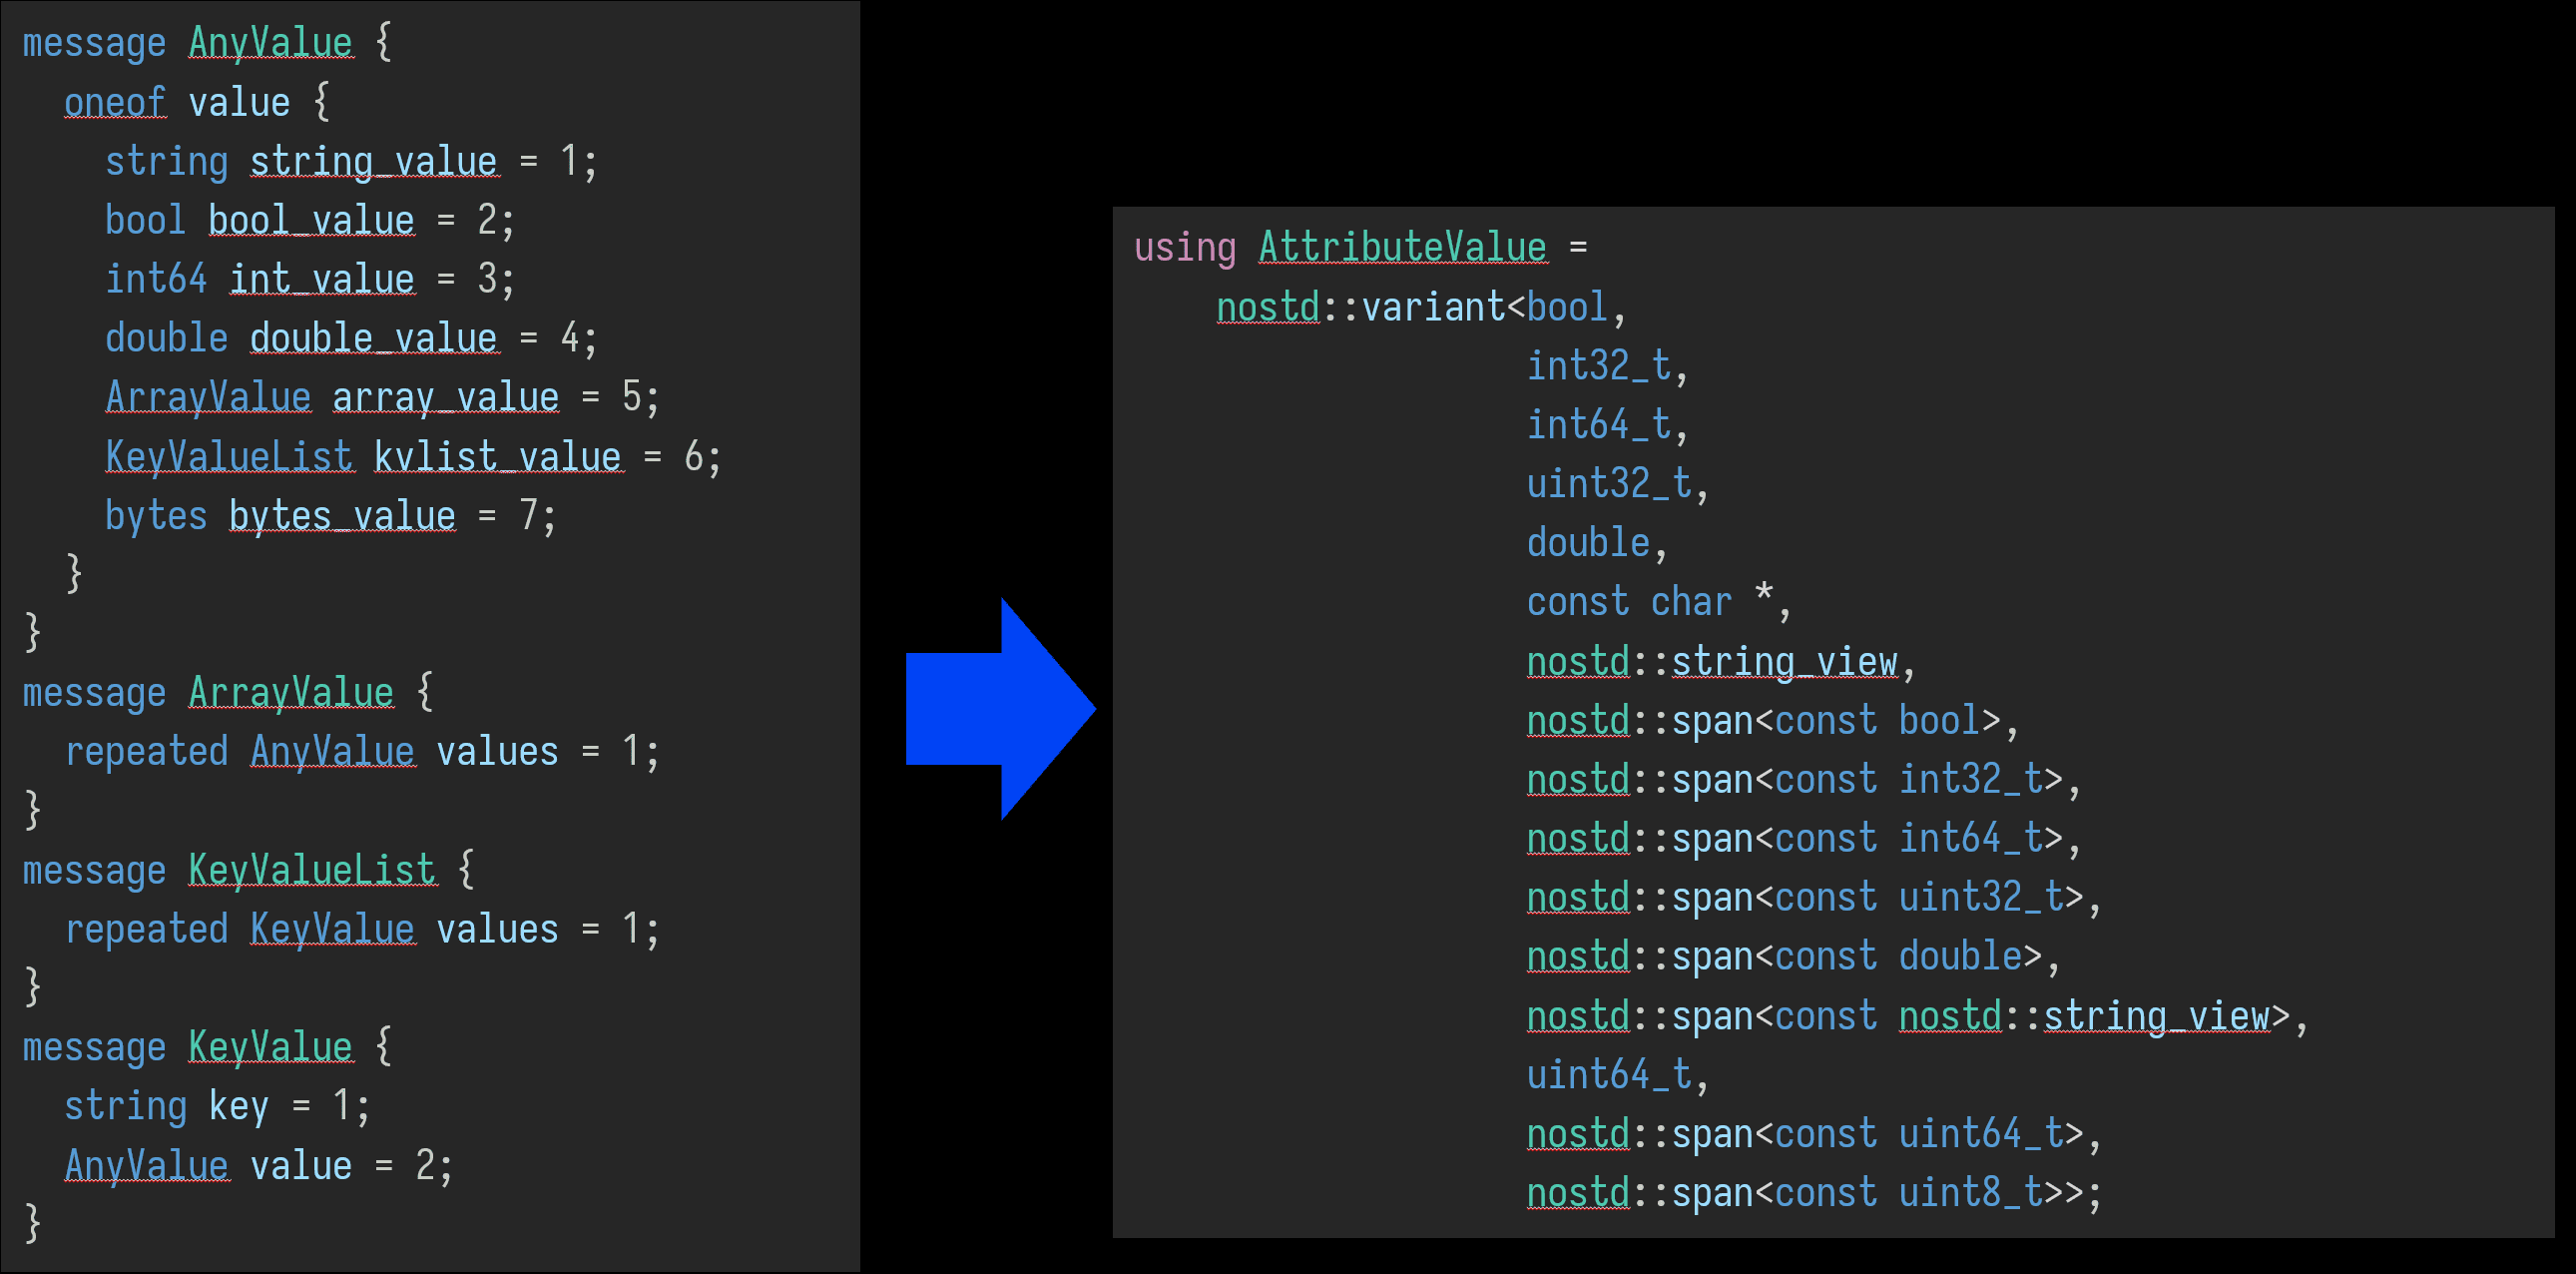 message AnyValue {
  oneof value {
    string string_value = 1;
    bool bool_value = 2;
    int64 int_value = 3;
    double double_value = 4;
    ArrayValue array_value = 5;
    KeyValueList kvlist_value = 6;
    bytes bytes_value = 7;
  }
}
message ArrayValue {
  repeated AnyValue values = 1;
}
message KeyValueList {
  repeated KeyValue values = 1;
}
message KeyValue {
  string key = 1;
  AnyValue value = 2;
}
using AttributeValue =
    nostd::variant<bool,
                   int32_t,
                   int64_t,
                   uint32_t,
                   double,
                   const char *,
                   nostd::string_view,
                   nostd::span<const bool>,
                   nostd::span<const int32_t>,
                   nostd::span<const int64_t>,
                   nostd::span<const uint32_t>,
                   nostd::span<const double>,
                   nostd::span<const nostd::string_view>,
                   uint64_t,
                   nostd::span<const uint64_t>,
                   nostd::span<const uint8_t>>;